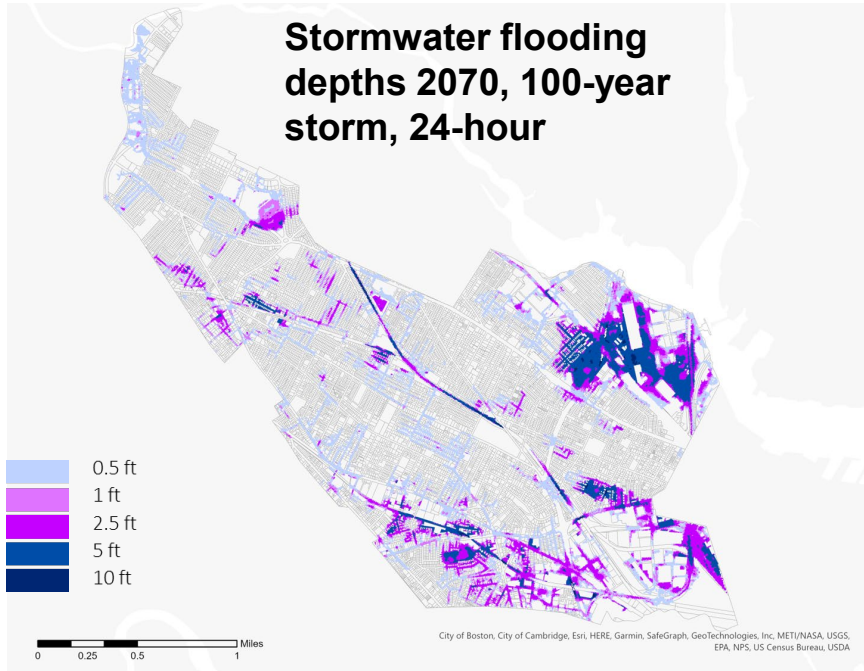 Stormwater flooding
depths 2070, 100-year
storm, 24-hour
0.5 ft
1 ft
2.5 ft
5 ft
10 ft
Miles
0 0.25 0.5 1
City of Boston, City of Cambridge, Esri, HERE, Garmin, SafeGraph, GeoTechnologies, Inc, METI/NASA, USGS,
EPA, NPS, US Census Bureau, USDA